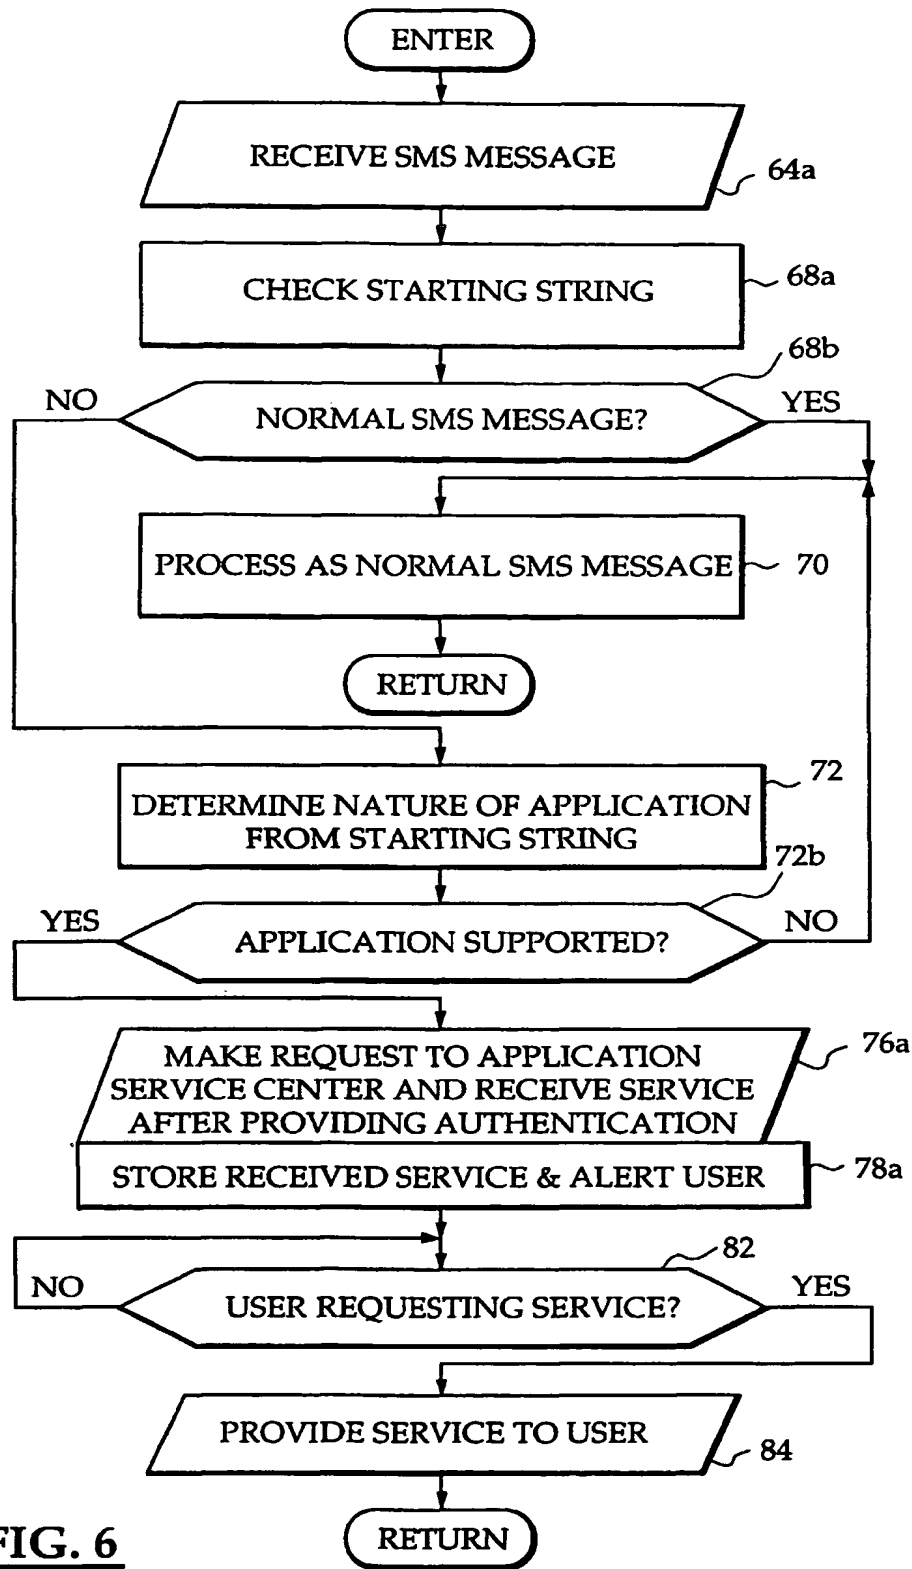 ENTER
RECEIVE SMS MESSAGE
64a
CHECK STARTING STRING
68a
68b
NO
NORMAL SMS MESSAGE?
YES
PROCESS AS NORMAL SMS MESSAGE
70
RETURN
72
DETERMINE NATURE OF APPLICATION
FROM STARTING STRING
72b
YES
APPLICATION SUPPORTED?
NO
MAKE REQUEST TO APPLICATION
SERVICE CENTER AND RECEIVE SERVICE
AFTER PROVIDING AUTHENTICATION
76a
STORE RECEIVED SERVICE & ALERT USER
78a
82
NO
USER REQUESTING SERVICE?
YES
PROVIDE SERVICE TO USER
84
RETURN
FIG. 6